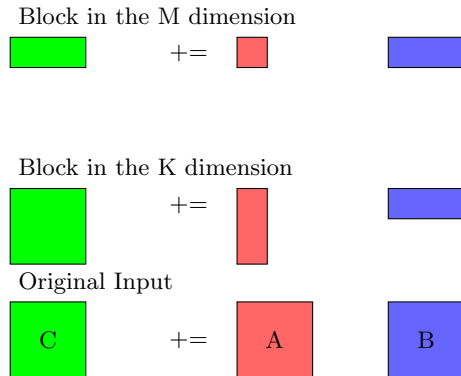 Block in the M dimension
+=
Block in the K dimension
+=
Original Input
C += A B